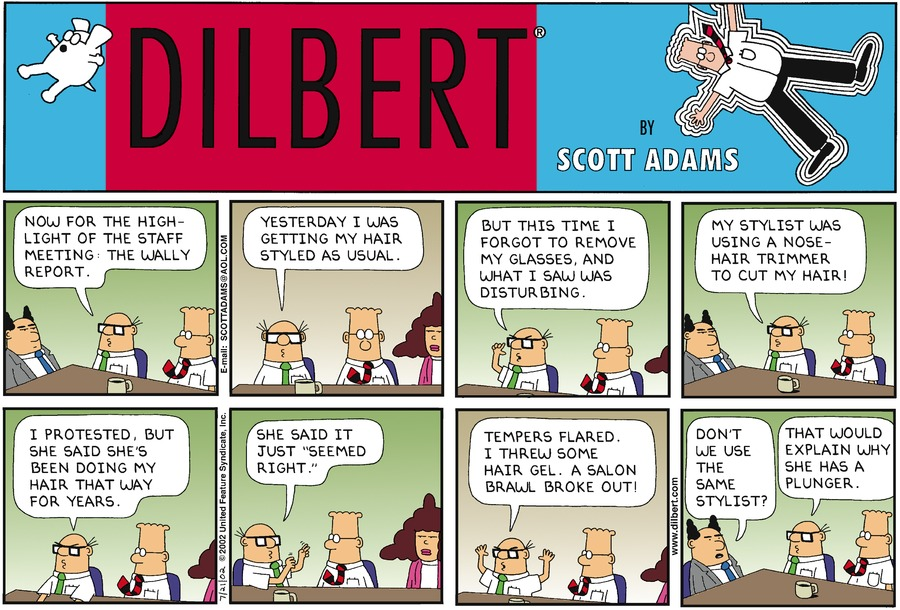 DILBERT®
BY
SCOTT ADAMS
NOW FOR THE HIGH-
LIGHT OF THE STAFF
MEETING: THE WALLY
REPORT.
E-mail: SCOTTADAMS@AOL.COM
YESTERDAY I WAS
GETTING MY HAIR
STYLED AS USUAL.
BUT THIS TIME I
FORGOT TO REMOVE
MY GLASSES, AND
WHAT I SAW WAS
DISTURBING.
MY STYLIST WAS
USING A NOSE-
HAIR TRIMMER
TO CUT MY HAIR!
I PROTESTED, BUT
SHE SAID SHE'S
BEEN DOING MY
HAIR THAT WAY
FOR YEARS.
7/21/02 © 2002 United Feature Syndicate, Inc.
SHE SAID IT
JUST "SEEMED
RIGHT."
TEMPERS FLARED.
I THREW SOME
HAIR GEL. A SALON
BRAWL BROKE OUT!
www.dilbert.com
DON'T
WE USE
THE
SAME
STYLIST?
THAT WOULD
EXPLAIN WHY
SHE HAS A
PLUNGER.